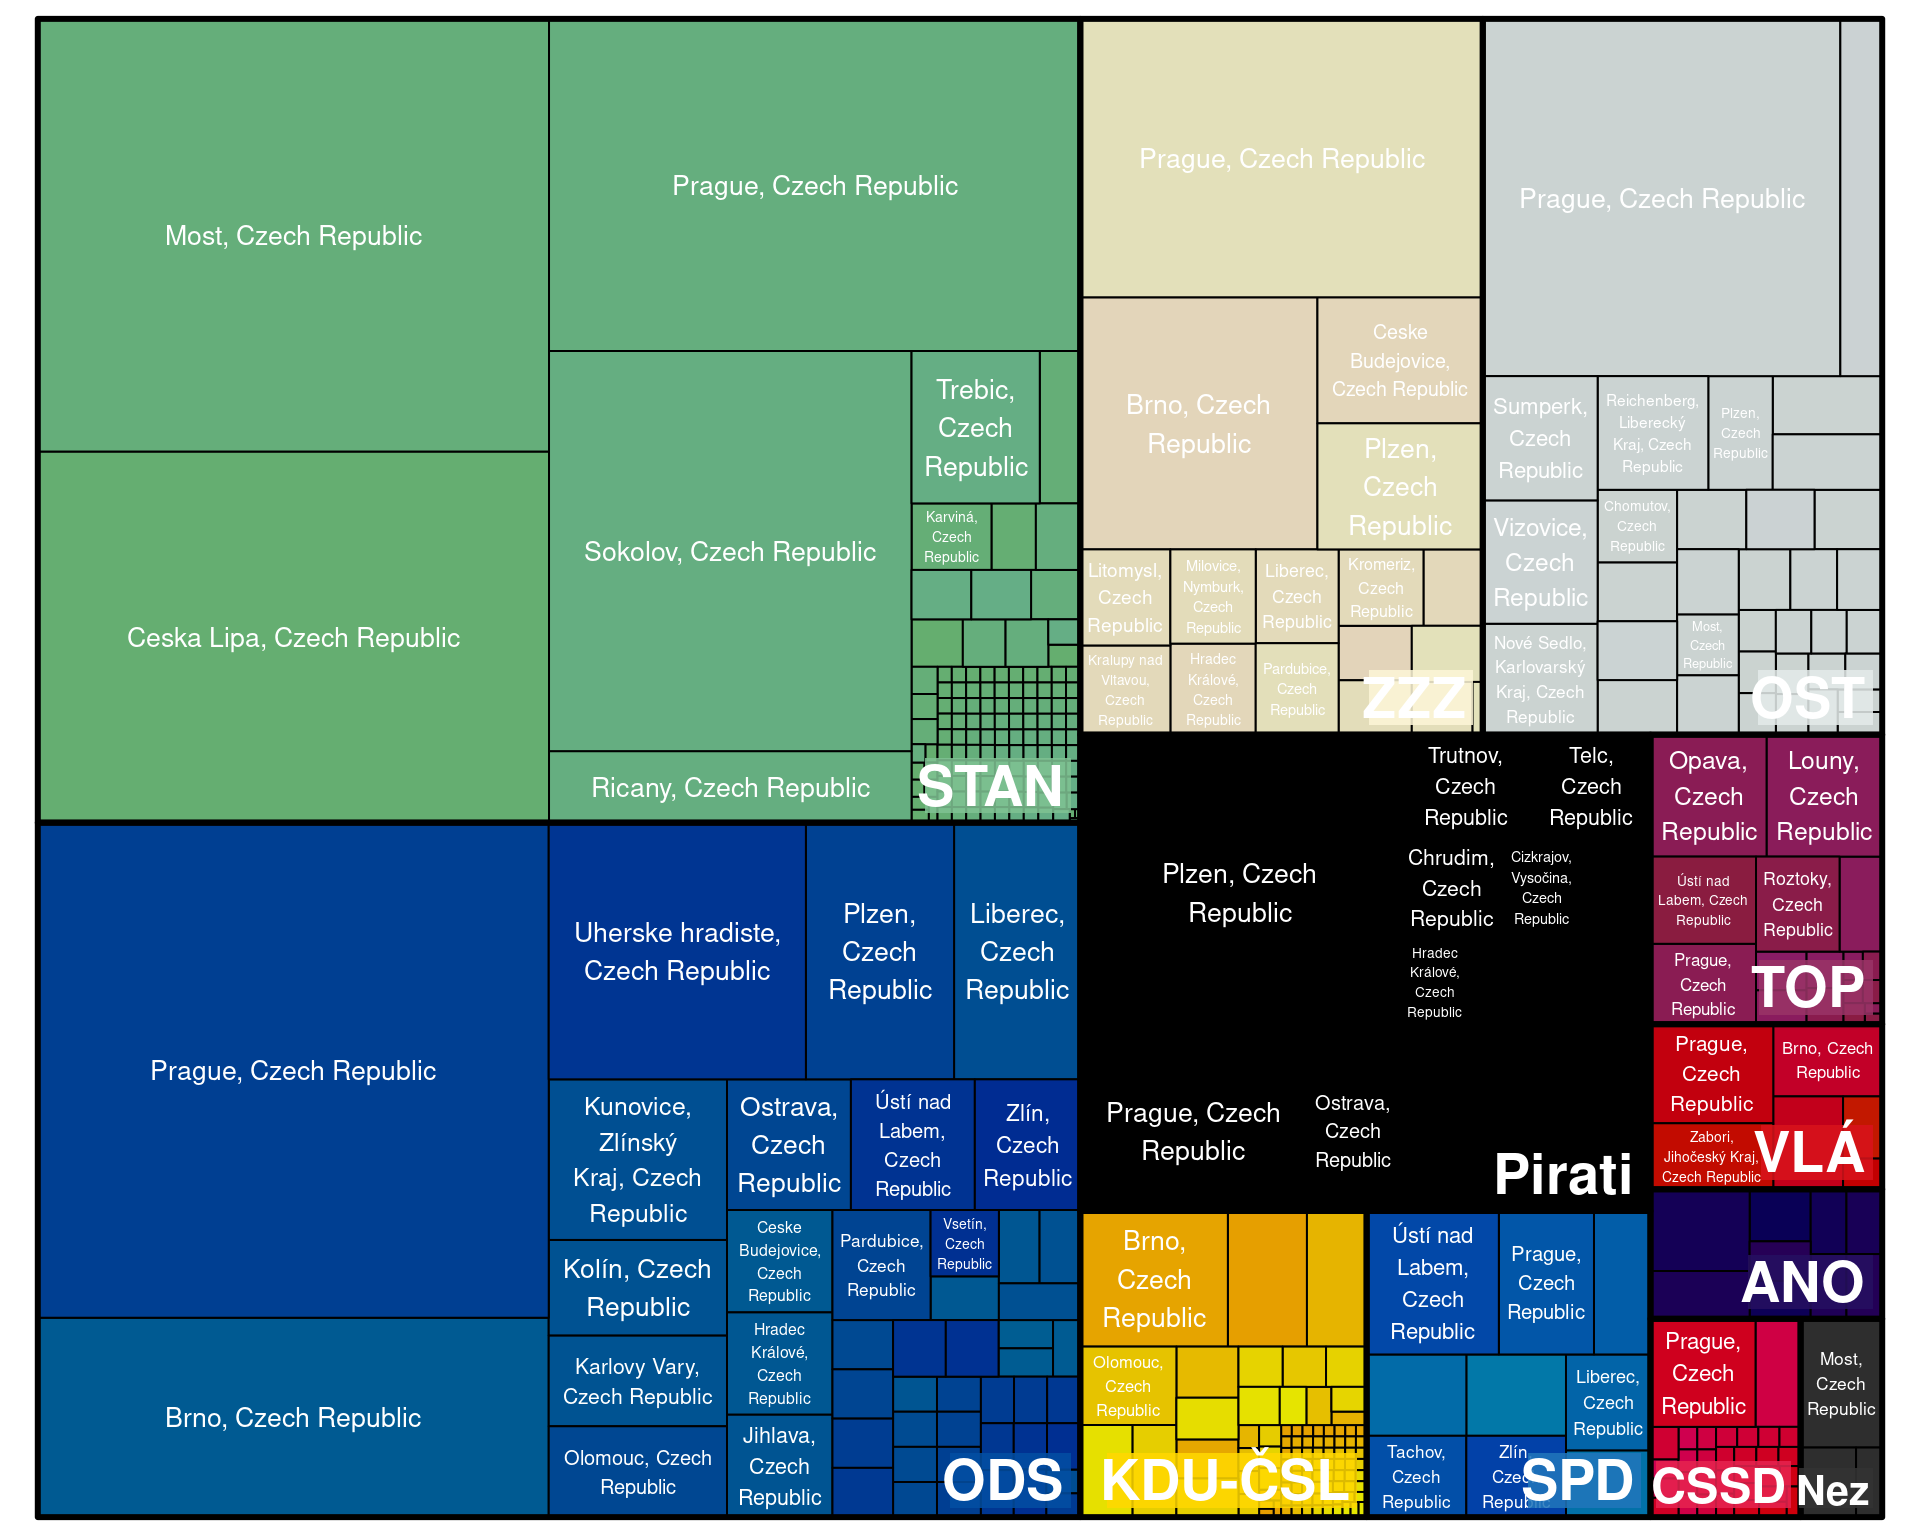 Most, Czech Republic
Ceska Lipa, Czech Republic
Prague, Czech Republic
Sokolov, Czech Republic
Ricany, Czech Republic
Trebic,
Czech
Republic
Karviná,
Czech
Republic
STAN
Prague, Czech Republic
Brno, Czech
Republic
Ceske
Budejovice,
Czech Republic
Plzen,
Czech
Republic
Litomysl,
Czech
Republic
Milovice,
Nymburk,
Czech
Republic
Liberec,
Czech
Republic
Kromeriz,
Czech
Republic
Kralupy nad
Vltavou,
Czech
Republic
Hradec
Králové,
Czech
Republic
Pardubice,
Czech
Republic
ZZZ
Prague, Czech Republic
Sumperk,
Czech
Republic
Reichenberg,
Liberecký
Kraj, Czech
Republic
Plzen,
Czech
Republic
Vizovice,
Czech
Republic
Chomutov,
Czech
Republic
Nové Sedlo,
Karlovarský
Kraj, Czech
Republic
Most,
Czech
Republic
OST
Prague, Czech Republic
Brno, Czech Republic
Uherske hradiste,
Czech Republic
Plzen,
Czech
Republic
Liberec,
Czech
Republic
Kunovice,
Zlínský
Kraj, Czech
Republic
Ostrava,
Czech
Republic
Ústí nad
Labem,
Czech
Republic
Zlín,
Czech
Republic
Kolín, Czech
Republic
Ceske
Budejovice,
Czech
Republic
Pardubice,
Czech
Republic
Vsetín,
Czech
Republic
Karlovy Vary,
Czech Republic
Hradec
Králové,
Czech
Republic
Olomouc, Czech
Republic
Jihlava,
Czech
Republic
ODS
Plzen, Czech
Republic
Prague, Czech
Republic
Trutnov,
Czech
Republic
Telc,
Czech
Republic
Chrudim,
Czech
Republic
Cizkrajov,
Vysočina,
Czech
Republic
Hradec
Králové,
Czech
Republic
Ostrava,
Czech
Republic
Pirati
Opava,
Czech
Republic
Louny,
Czech
Republic
Ústí nad
Labem, Czech
Republic
Roztoky,
Czech
Republic
Prague,
Czech
Republic
TOP
Prague,
Czech
Republic
Brno, Czech
Republic
Zabori,
Jihočeský Kraj,
Czech Republic
VLÁ
ANO
Brno,
Czech
Republic
Olomouc,
Czech
Republic
KDU-ČSL
Ústí nad
Labem,
Czech
Republic
Prague,
Czech
Republic
Liberec,
Czech
Republic
Tachov,
Czech
Republic
Zlín
Czec
Republ
SPD
Prague,
Czech
Republic
CSSD
Most,
Czech
Republic
Nez